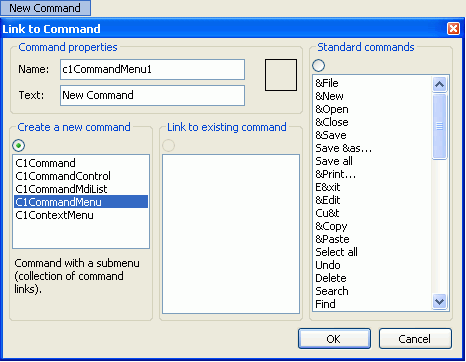 New Command
Link to Command
Command properties
Name: c1CommandMenu1
Text: New Command
Create a new command
C1Command
C1CommandControl
C1CommandMdiList
C1CommandMenu
C1ContextMenu
Command with a submenu
(collection of command
links).
Link to existing command
Standard commands
&File
&New
&Open
&Close
&Save
Save &as...
Save all
&Print...
E&xit
&Edit
Cu&t
&Copy
&Paste
Select all
Undo
Delete
Search
Find
OK Cancel